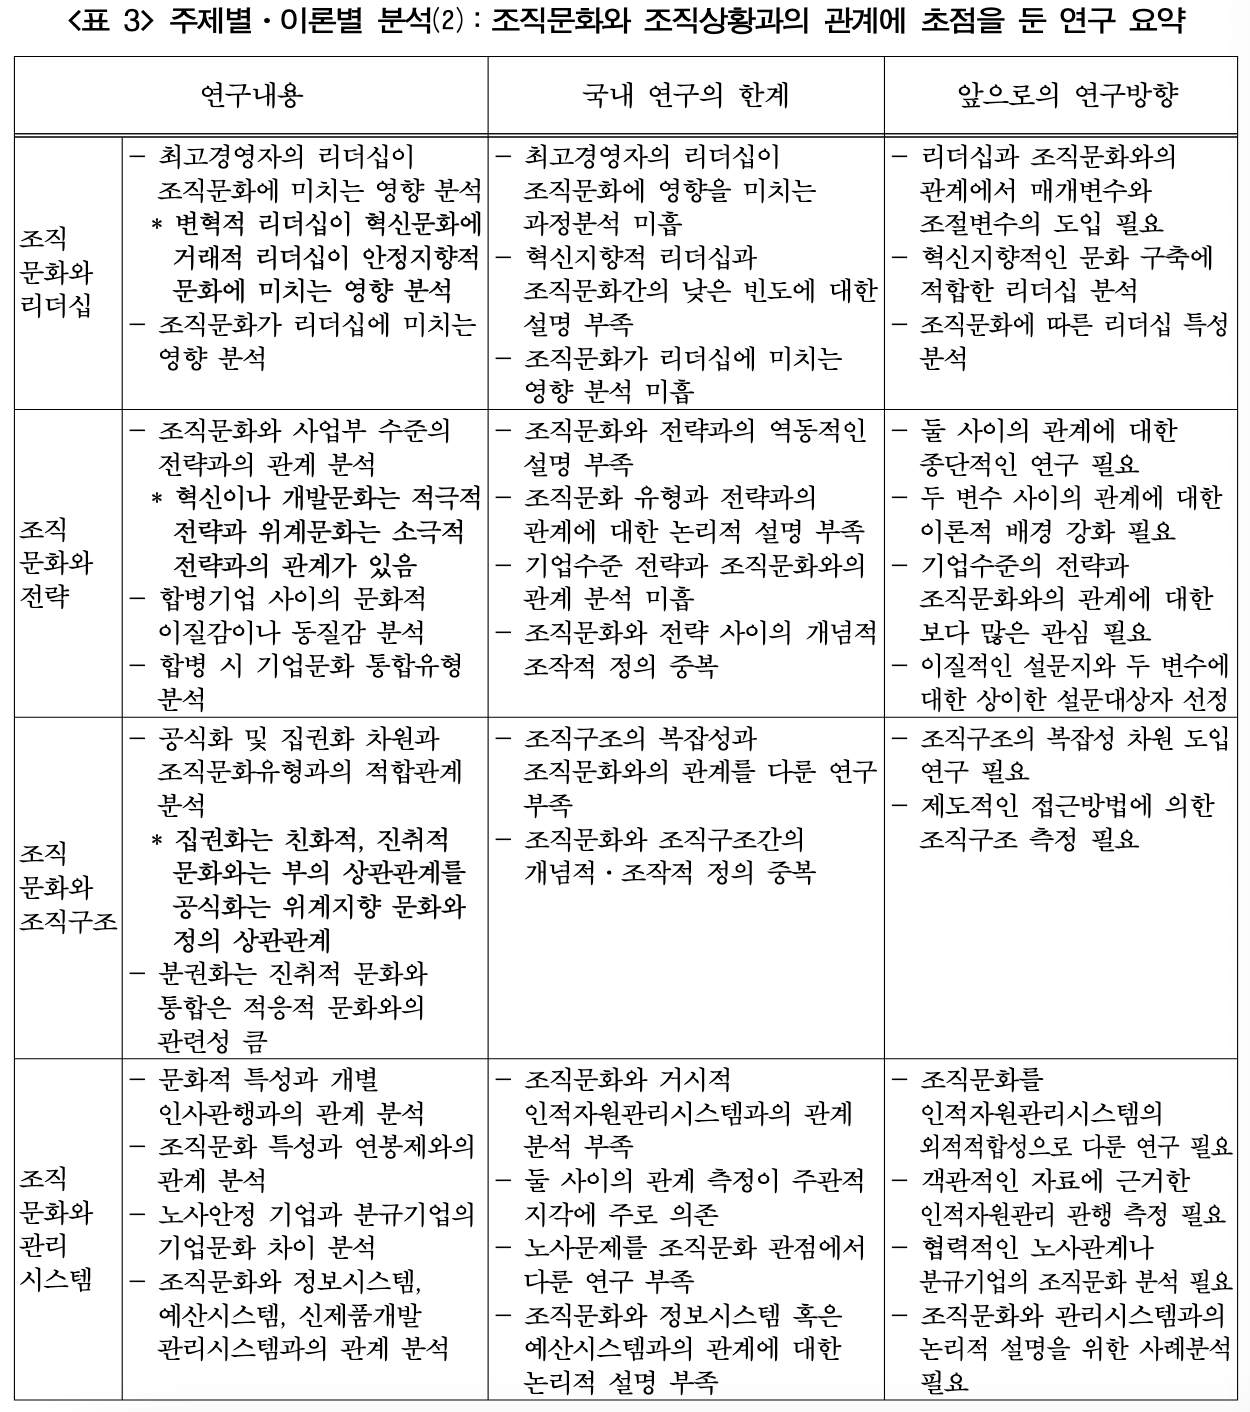 <표 3> 주제별·이론별 분석(2) : 조직문화와 조직상황과의 관계에 초점을 둔 연구 요약
연구내용
국내 연구의 한계
앞으로의 연구방향
조직
문화와
리더십
- 최고경영자의 리더십이
조직문화에 미치는 영향 분석
* 변혁적 리더십이 혁신문화에
거래적 리더십이 안정지향적
문화에 미치는 영향 분석
- 조직문화가 리더십에 미치는
영향 분석
- 최고경영자의 리더십이
조직문화에 영향을 미치는
과정분석 미흡
- 혁신지향적 리더십과
조직문화간의 낮은 빈도에 대한
설명 부족
- 조직문화가 리더십에 미치는
영향 분석 미흡
- 리더십과 조직문화와의
관계에서 매개변수와
조절변수의 도입 필요
- 혁신지향적인 문화 구축에
적합한 리더십 분석
- 조직문화에 따른 리더십 특성
분석
조직
문화와
전략
- 조직문화와 사업부 수준의
전략과의 관계 분석
* 혁신이나 개발문화는 적극적
전략과 위계문화는 소극적
전략과의 관계가 있음
- 합병기업 사이의 문화적
이질감이나 동질감 분석
- 합병 시 기업문화 통합유형
분석
- 조직문화와 전략과의 역동적인
설명 부족
- 조직문화 유형과 전략과의
관계에 대한 논리적 설명 부족
- 기업수준 전략과 조직문화와의
관계 분석 미흡
- 조직문화와 전략 사이의 개념적
조작적 정의 중복
- 둘 사이의 관계에 대한
종단적인 연구 필요
- 두 변수 사이의 관계에 대한
이론적 배경 강화 필요
- 기업수준의 전략과
조직문화와의 관계에 대한
보다 많은 관심 필요
- 이질적인 설문지와 두 변수에
대한 상이한 설문대상자 선정
조직
문화와
조직구조
- 공식화 및 집권화 차원과
조직문화유형과의 적합관계
분석
* 집권화는 친화적, 진취적
문화와는 부의 상관관계를
공식화는 위계지향 문화와
정의 상관관계
- 분권화는 진취적 문화와
통합은 적응적 문화와의
관련성 큼
- 조직구조의 복잡성과
조직문화와의 관계를 다룬 연구
부족
- 조직문화와 조직구조간의
개념적·조작적 정의 중복
- 조직구조의 복잡성 차원 도입
연구 필요
- 제도적인 접근방법에 의한
조직구조 측정 필요
조직
문화와
관리
시스템
- 문화적 특성과 개별
인사관행과의 관계 분석
- 조직문화 특성과 연봉제와의
관계 분석
- 노사안정 기업과 분규기업의
기업문화 차이 분석
- 조직문화와 정보시스템,
예산시스템, 신제품개발
관리시스템과의 관계 분석
- 조직문화와 거시적
인적자원관리시스템과의 관계
분석 부족
- 둘 사이의 관계 측정이 주관적
지각에 주로 의존
- 노사문제를 조직문화 관점에서
다룬 연구 부족
- 조직문화와 정보시스템 혹은
예산시스템과의 관계에 대한
논리적 설명 부족
- 조직문화를
인적자원관리시스템의
외적적합성으로 다룬 연구 필요
- 객관적인 자료에 근거한
인적자원관리 관행 측정 필요
- 협력적인 노사관계나
분규기업의 조직문화 분석 필요
- 조직문화와 관리시스템과의
논리적 설명을 위한 사례분석
필요